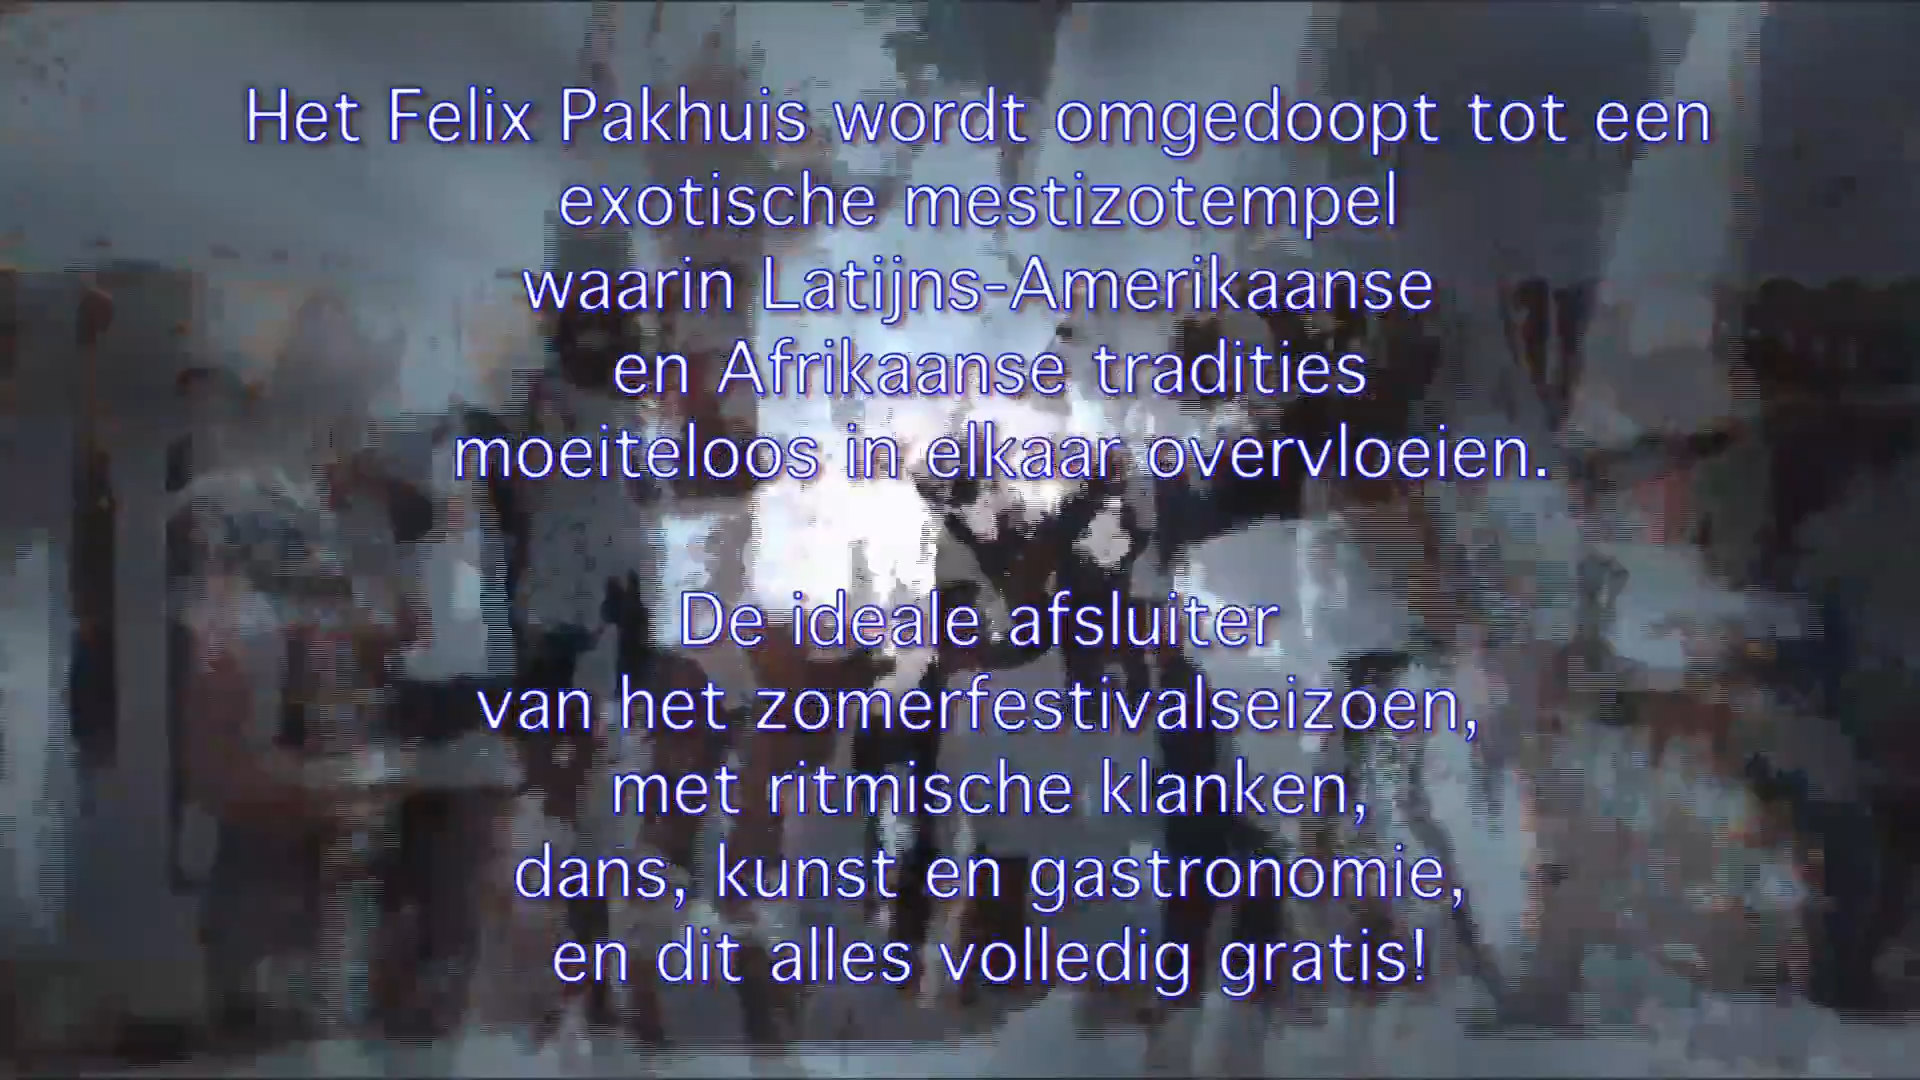 Het Felix Pakhuis wordt omgedoopt tot een
exotische mestizotempel
waarin Latijns-Amerikaanse
en Afrikaanse tradities
moeiteloos in elkaar overvloeien.
De ideale afsluiter
van het zomerfestivalseizoen,
met ritmische klanken,
dans, kunst en gastronomie,
en dit alles volledig gratis!